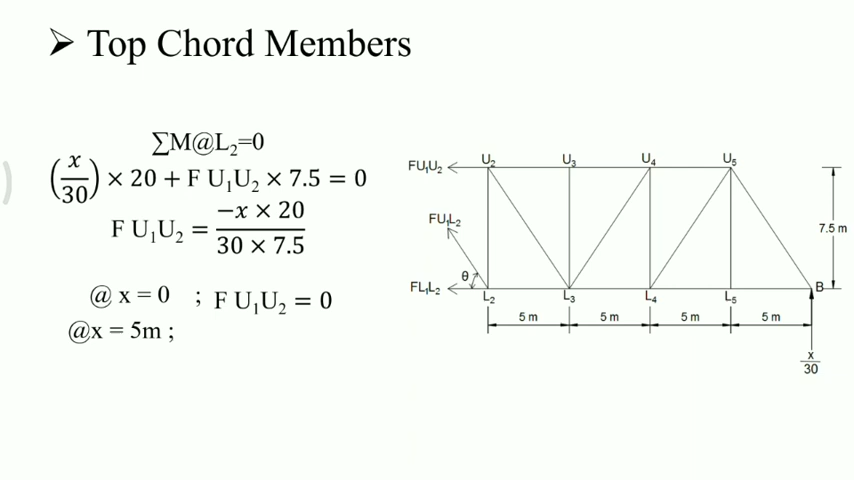 ➢ Top Chord Members
∑M@L₂=0
(x/30) × 20 + F U₁U₂ × 7.5 = 0
F U₁U₂ = (−x × 20)/(30 × 7.5)
@ x = 0 ; F U₁U₂ = 0
@x = 5m ;
FU₁U₂ U₂ U₃ U₄ U₅
7.5 m
FU₁L₂
θ
FL₁L₂ L₂ L₃ L₄ L₅ B
5 m 5 m 5 m 5 m
x/30